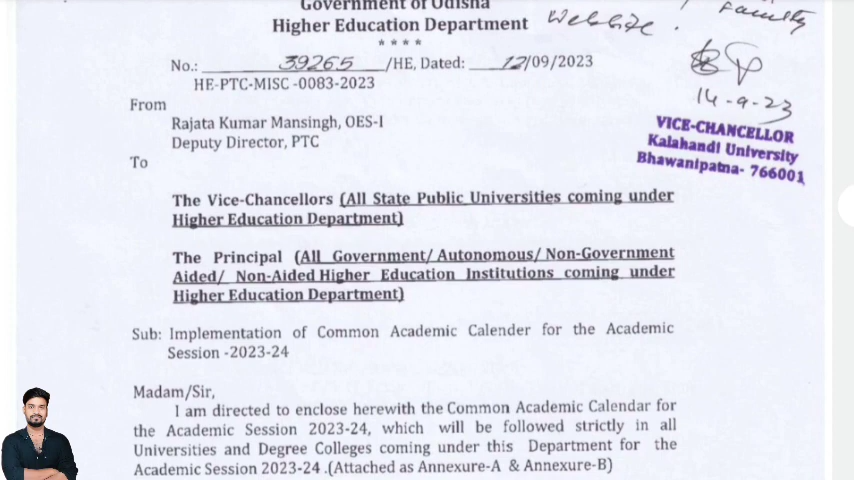 Government of Odisha
Higher Education Department
Website.
Faculty
****
No.: 39265 /HE, Dated: 12/09/2023
HE-PTC-MISC -0083-2023
14-9-23
VICE-CHANCELLOR
Kalahandi University
Bhawanipatna- 766001
From
Rajata Kumar Mansingh, OES-I
Deputy Director, PTC
To
The Vice-Chancellors (All State Public Universities coming under
Higher Education Department)
The Principal (All Government/ Autonomous/ Non-Government
Aided/ Non-Aided Higher Education Institutions coming under
Higher Education Department)
Sub: Implementation of Common Academic Calender for the Academic
Session -2023-24
Madam/Sir,
I am directed to enclose herewith the Common Academic Calendar for
the Academic Session 2023-24, which will be followed strictly in all
Universities and Degree Colleges coming under this Department for the
Academic Session 2023-24 .(Attached as Annexure-A & Annexure-B)